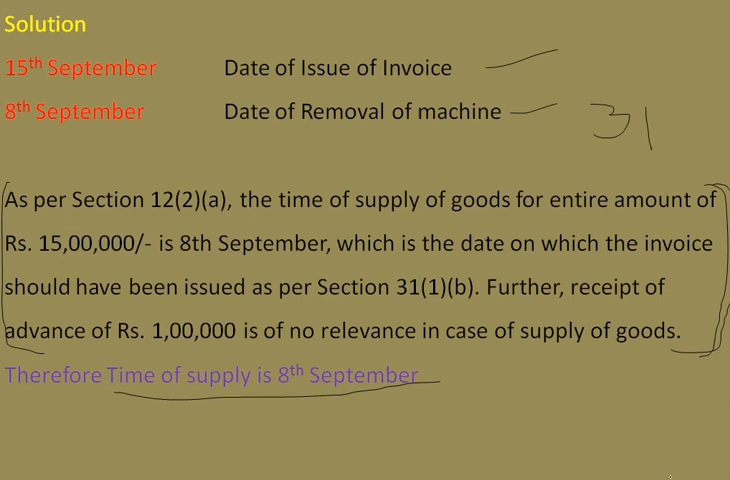 Solution
15th September Date of Issue of Invoice
8th September Date of Removal of machine
31
As per Section 12(2)(a), the time of supply of goods for entire amount of
Rs. 15,00,000/- is 8th September, which is the date on which the invoice
should have been issued as per Section 31(1)(b). Further, receipt of
advance of Rs. 1,00,000 is of no relevance in case of supply of goods.
Therefore Time of supply is 8th September